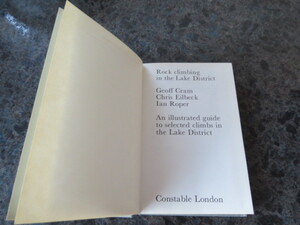 Rock climbing
in the Lake District
Geoff Cram
Chris Eilbeck
Ian Roper
An illustrated guide
to selected climbs in
the Lake District
Constable London